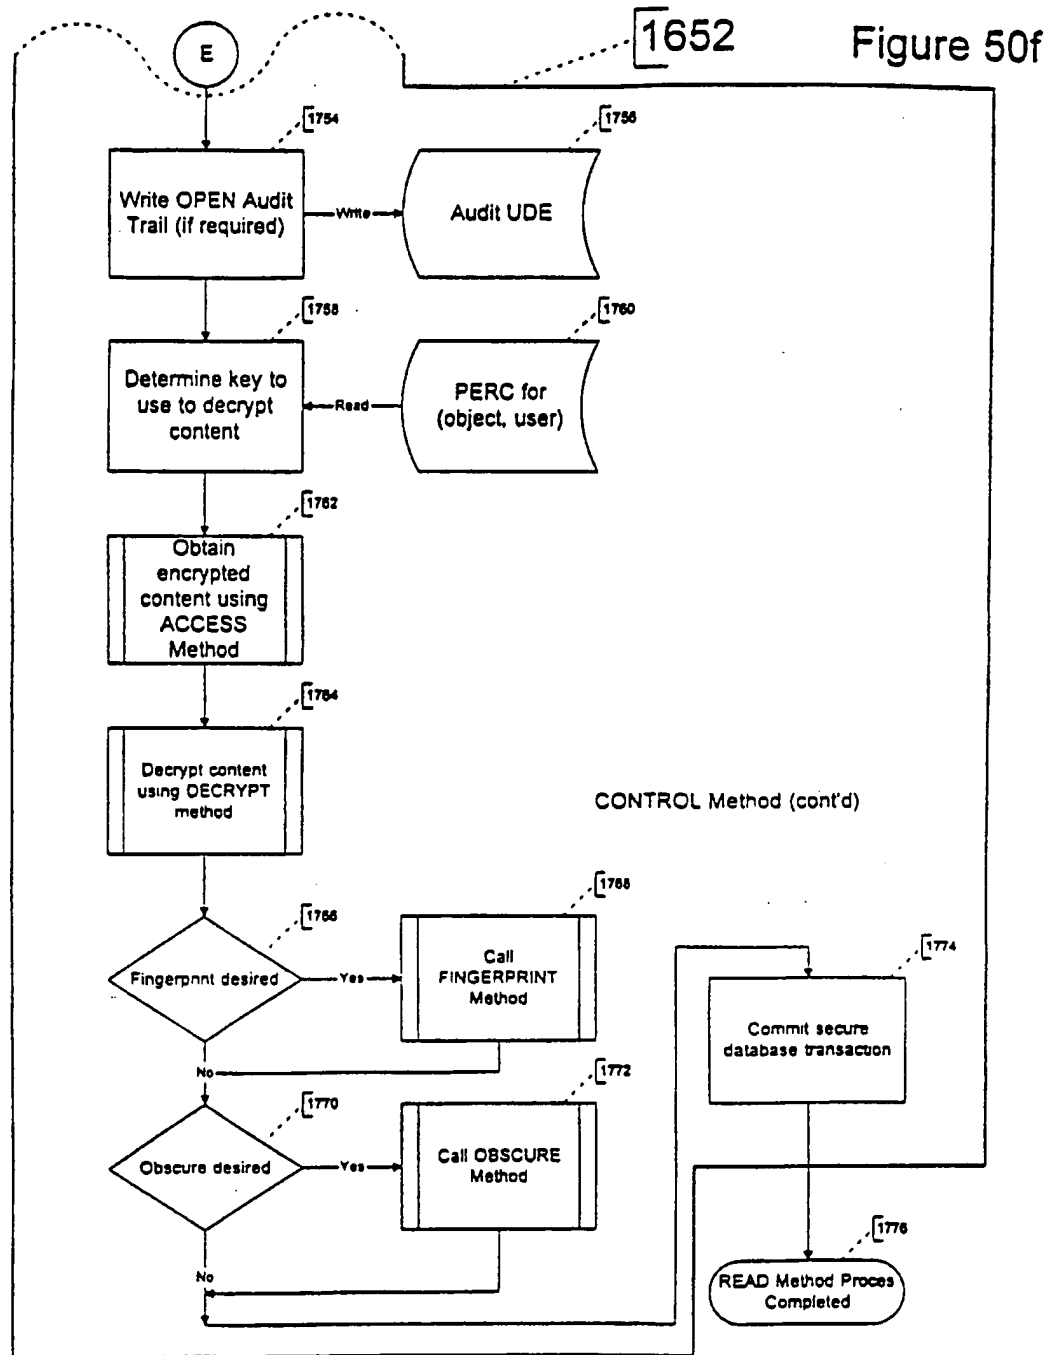 E
1652
Figure 50f
1754
Write OPEN Audit
Trail (if required)
Write
1756
Audit UDE
1758
Determine key to
use to decrypt
content
Read
1760
PERC for
(object, user)
1762
Obtain
encrypted
content using
ACCESS
Method
1764
Decrypt content
using DECRYPT
method
CONTROL Method (cont'd)
1766
Fingerprint desired
Yes
1768
Call
FINGERPRINT
Method
No
1770
Obscure desired
Yes
1772
Call OBSCURE
Method
No
1774
Commit secure
database transaction
1776
READ Method Proces
Completed